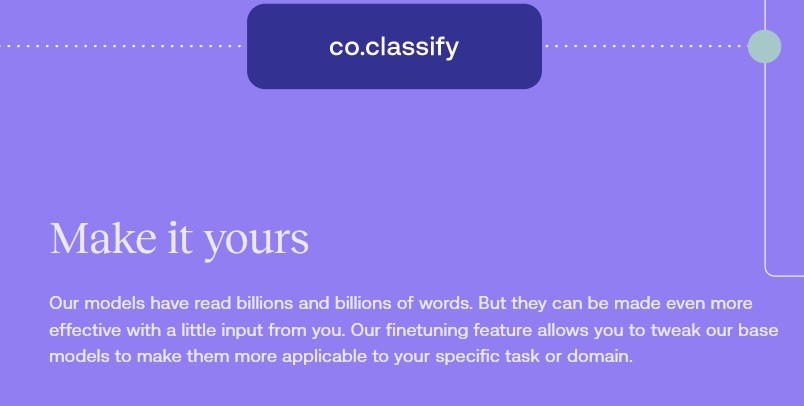 co.classify
Make it yours
Our models have read billions and billions of words. But they can be made even more
effective with a little input from you. Our finetuning feature allows you to tweak our base
models to make them more applicable to your specific task or domain.